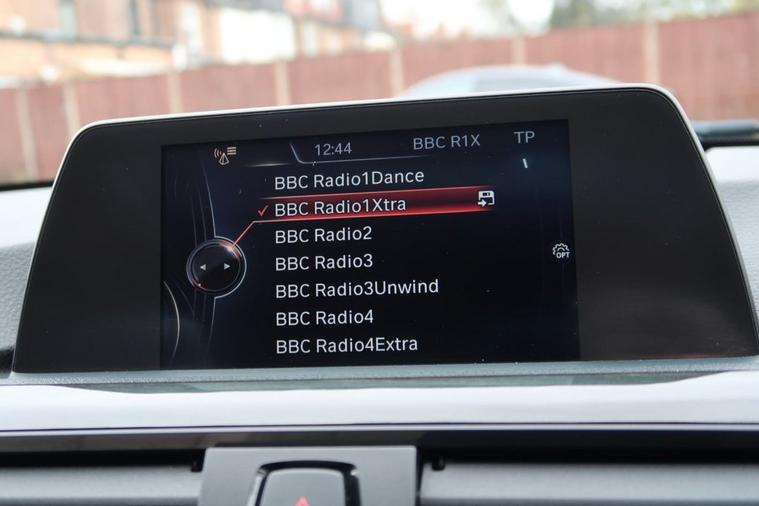 12:44 BBC R1X TP
BBC Radio1Dance
BBC Radio1Xtra
BBC Radio2
BBC Radio3
OPT
BBC Radio3Unwind
BBC Radio4
BBC Radio4Extra